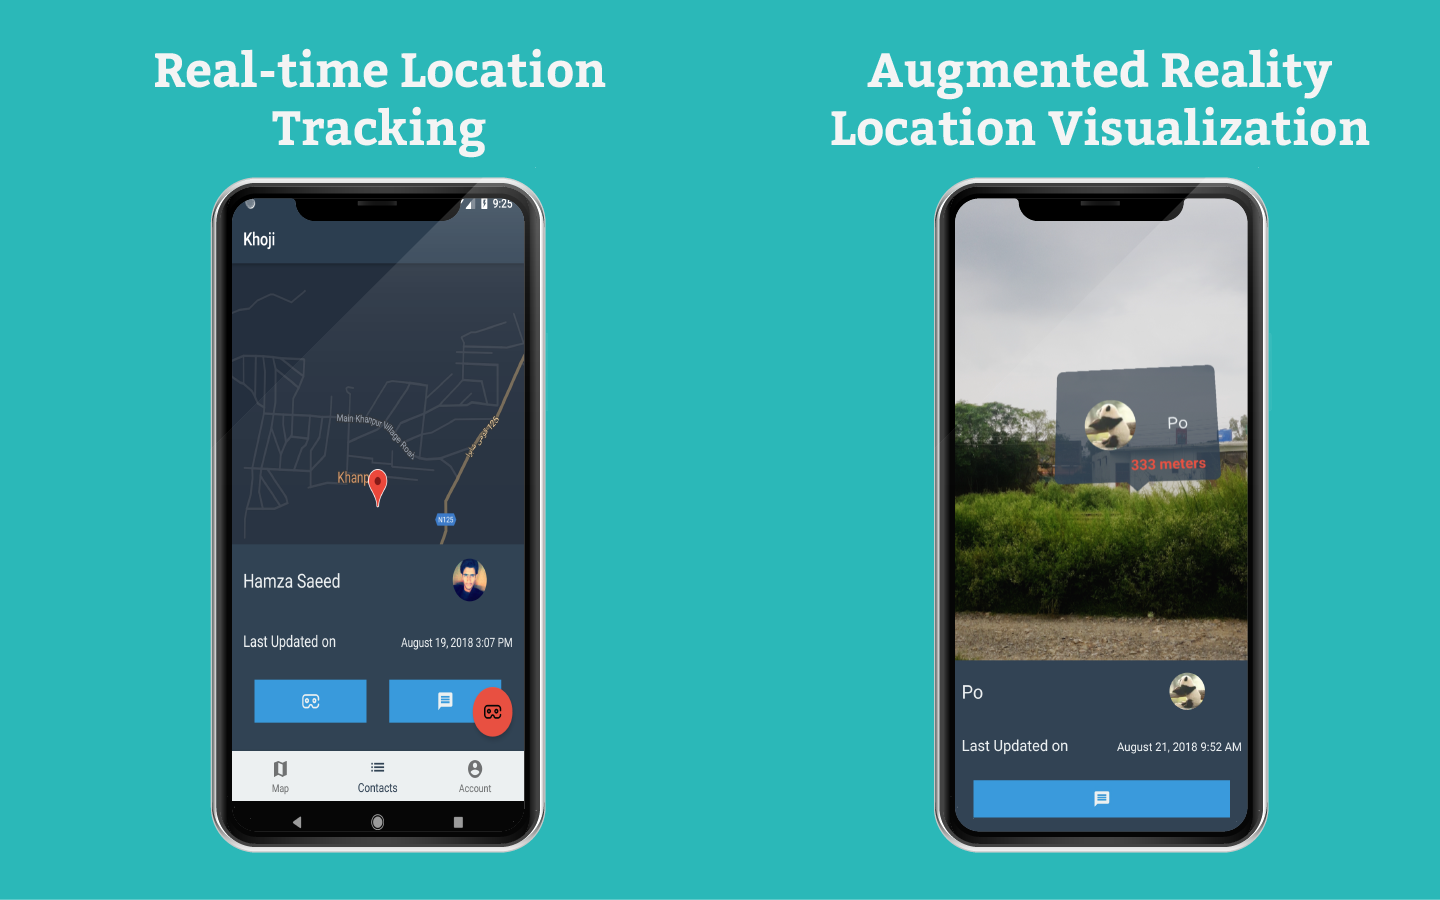 Real-time Location
Tracking
9:25
Khoji
Main Khanpur Village Road
Khanp
N125
Hamza Saeed
Last Updated on
August 19, 2018 3:07 PM
Map
Contacts
Account
Augmented Reality
Location Visualization
Po
333 meters
Po
Last Updated on
August 21, 2018 9:52 AM